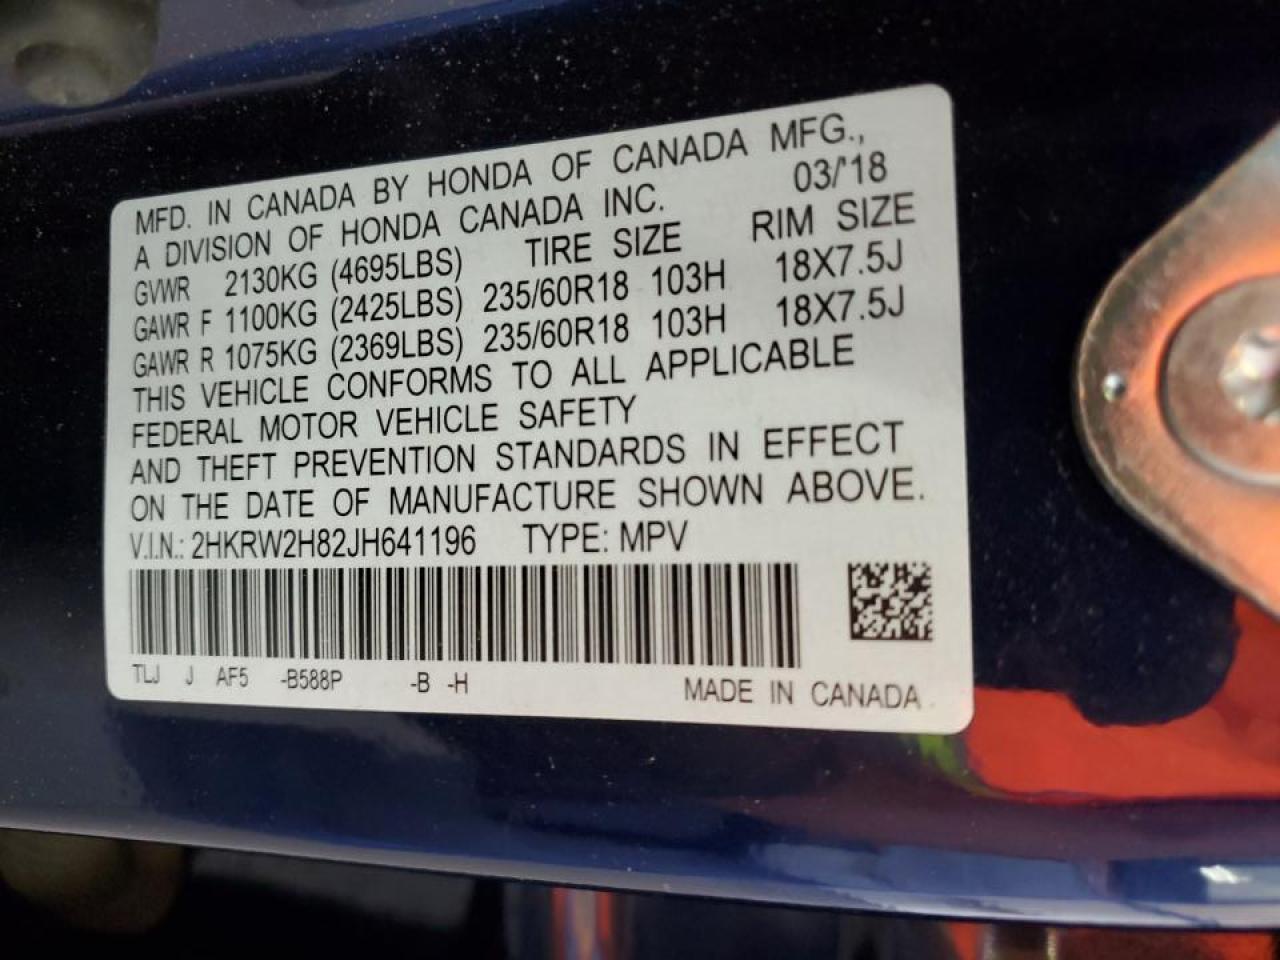 MFD. IN CANADA BY HONDA OF CANADA MFG.,
A DIVISION OF HONDA CANADA INC. 03/'18
GVWR 2130KG (4695LBS) TIRE SIZE RIM SIZE
GAWR F 1100KG (2425LBS) 235/60R18 103H 18X7.5J
GAWR R 1075KG (2369LBS) 235/60R18 103H 18X7.5J
THIS VEHICLE CONFORMS TO ALL APPLICABLE
FEDERAL MOTOR VEHICLE SAFETY
AND THEFT PREVENTION STANDARDS IN EFFECT
ON THE DATE OF MANUFACTURE SHOWN ABOVE.
V.I.N.: 2HKRW2H82JH641196 TYPE: MPV
TLJ J AF5 -B588P -B -H
MADE IN CANADA